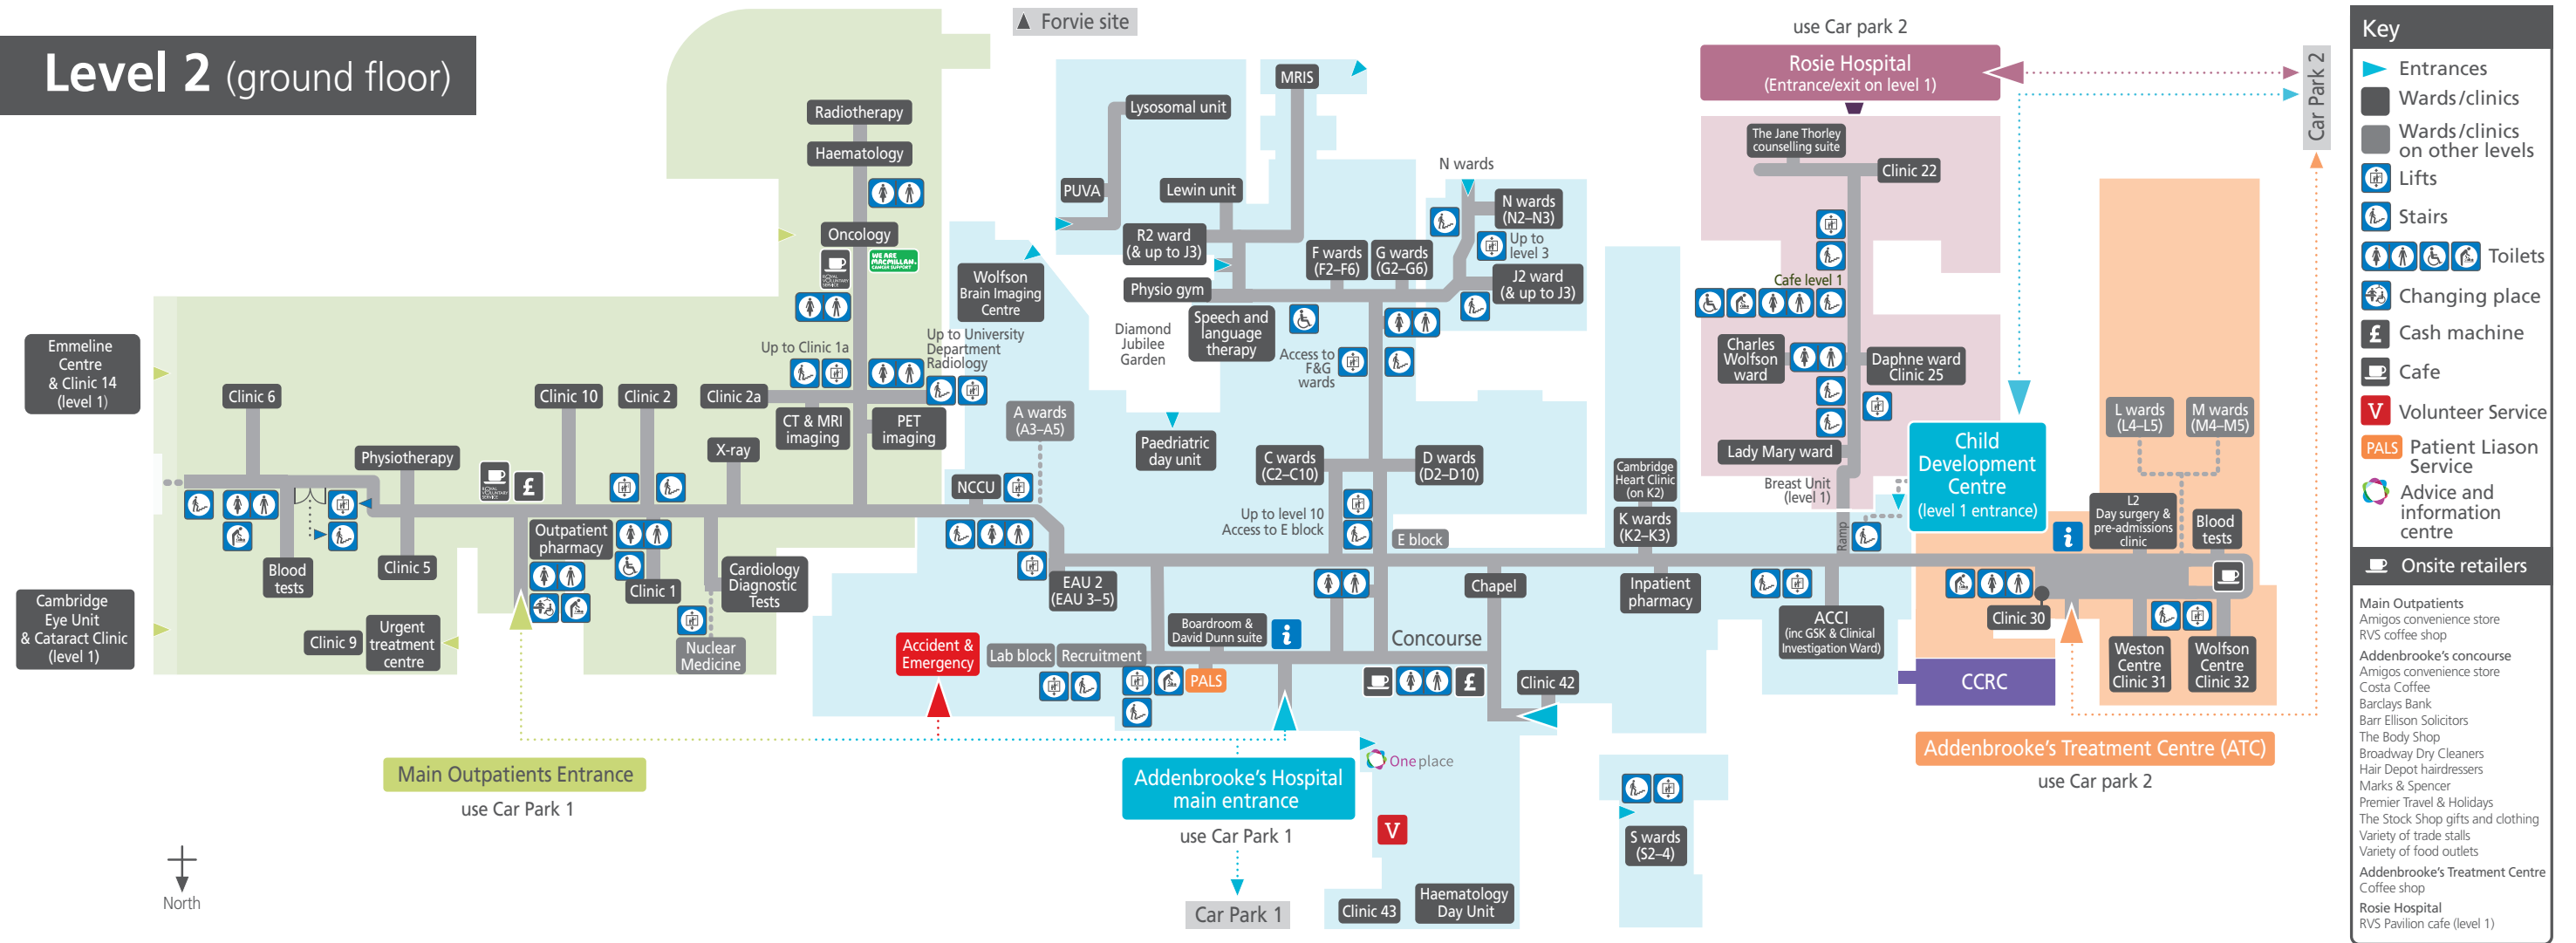 Level 2 (ground floor)
Forvie site
use Car park 2
Rosie Hospital
(Entrance/exit on level 1)
Car Park 2
Radiotherapy
Haematology
Oncology
ROYAL
VOLUNTARY
SERVICE
WE ARE
MACMILLAN.
CANCER SUPPORT
Up to Clinic 1a
Up to University
Department
Radiology
Clinic 2a
CT & MRI
imaging
PET
imaging
Emmeline
Centre
& Clinic 14
(level 1)
Cambridge
Eye Unit
& Cataract Clinic
(level 1)
Clinic 6
Physiotherapy
ROYAL
VOLUNTARY
SERVICE
£
Clinic 10
Clinic 2
X-ray
Blood
tests
Clinic 5
Clinic 9
Urgent
treatment
centre
Outpatient
pharmacy
Clinic 1
Cardiology
Diagnostic
Tests
Nuclear
Medicine
Main Outpatients Entrance
use Car Park 1
North
Lysosomal unit
MRIS
PUVA
Lewin unit
R2 ward
(& up to J3)
Physio gym
Speech and
language
therapy
Diamond
Jubilee
Garden
Wolfson
Brain Imaging
Centre
A wards
(A3–A5)
NCCU
Paedriatric
day unit
N wards
N wards
(N2–N3)
Up to
level 3
F wards
(F2–F6)
G wards
(G2–G6)
J2 ward
(& up to J3)
Access to
F&G
wards
C wards
(C2–C10)
D wards
(D2–D10)
Up to level 10
Access to E block
E block
EAU 2
(EAU 3–5)
Accident &
Emergency
Lab block
Recruitment
Boardroom &
David Dunn suite
i
PALS
Concourse
£
Chapel
Clinic 42
Addenbrooke's Hospital
main entrance
use Car Park 1
Car Park 1
One place
V
Clinic 43
Haematology
Day Unit
S wards
(S2–4)
Cambridge
Heart Clinic
(on K2)
K wards
(K2–K3)
Inpatient
pharmacy
ACCI
(inc GSK & Clinical
Investigation Ward)
The Jane Thorley
counselling suite
Clinic 22
Cafe level 1
Charles
Wolfson
ward
Daphne ward
Clinic 25
Lady Mary ward
Breast Unit
(level 1)
Ramp
Child
Development
Centre
(level 1 entrance)
L wards
(L4–L5)
M wards
(M4–M5)
i
L2
Day surgery &
pre-admissions
clinic
Blood
tests
Clinic 30
CCRC
Weston
Centre
Clinic 31
Wolfson
Centre
Clinic 32
Addenbrooke's Treatment Centre (ATC)
use Car park 2
Key
Entrances
Wards/clinics
Wards/clinics
on other levels
Lifts
Stairs
Toilets
Changing place
£ Cash machine
Cafe
V Volunteer Service
PALS Patient Liason
Service
Advice and
information
centre
Onsite retailers
Main Outpatients
Amigos convenience store
RVS coffee shop
Addenbrooke's concourse
Amigos convenience store
Costa Coffee
Barclays Bank
Barr Ellison Solicitors
The Body Shop
Broadway Dry Cleaners
Hair Depot hairdressers
Marks & Spencer
Premier Travel & Holidays
The Stock Shop gifts and clothing
Variety of trade stalls
Variety of food outlets
Addenbrooke's Treatment Centre
Coffee shop
Rosie Hospital
RVS Pavilion cafe (level 1)